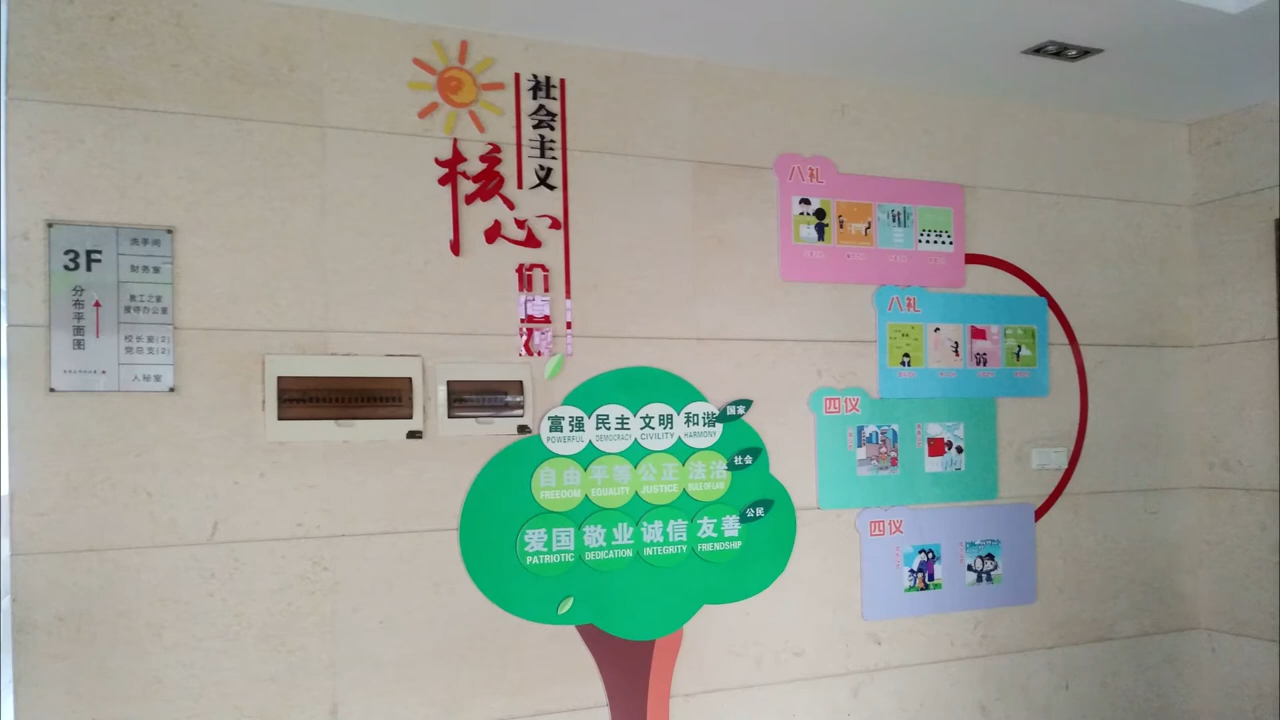 3F
分布平面图
洗手间
财务室
教工之家
接待办公室
校长室(2)
党总支(2)
人秘室
社会主义
核心
价值观
富强 民主 文明 和谐 国家
POWERFUL DEMOCRACY CIVILITY HARMONY
自由 平等 公正 法治 社会
FREEDOM EQUALITY JUSTICE RULE OF LAW
爱国 敬业 诚信 友善 公民
PATRIOTIC DEDICATION INTEGRITY FRIENDSHIP
八礼
八礼
四仪
四仪